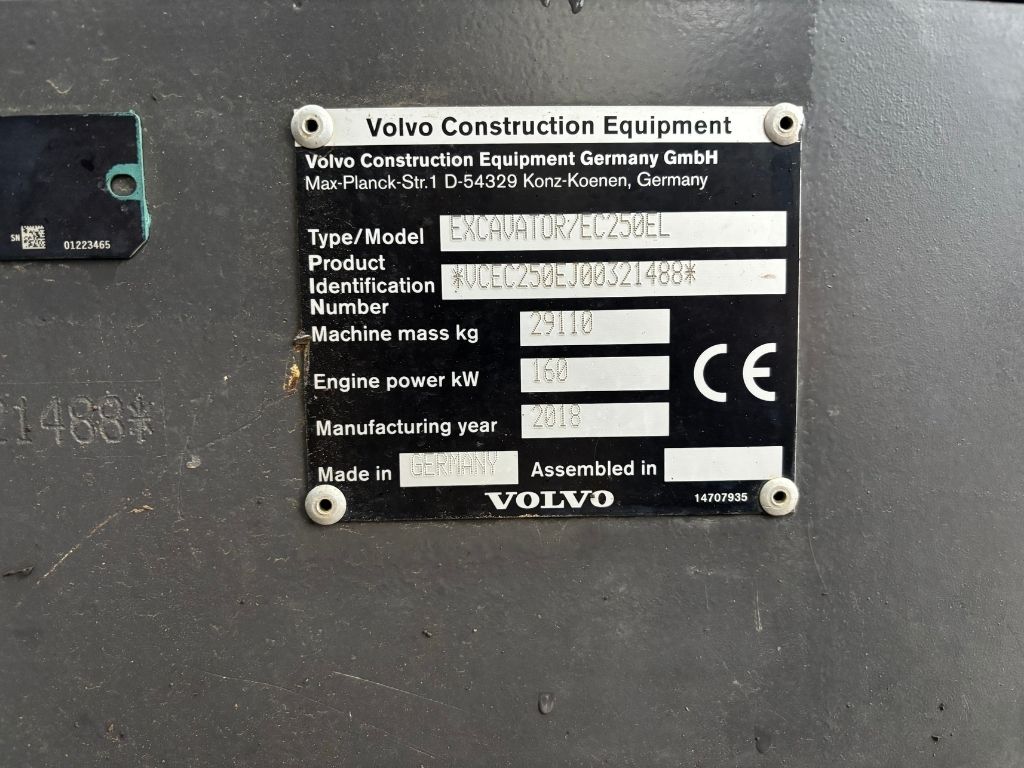 Volvo Construction Equipment
Volvo Construction Equipment Germany GmbH
Max-Planck-Str.1 D-54329 Konz-Koenen, Germany
Type/Model EXCAVATOR/EC250EL
Product
Identification *VCEC250EJ00321488*
Number
Machine mass kg 29110
Engine power kW 160
Manufacturing year 2018
Made in GERMANY Assembled in
VOLVO 14707935
SN 01223465
21488*